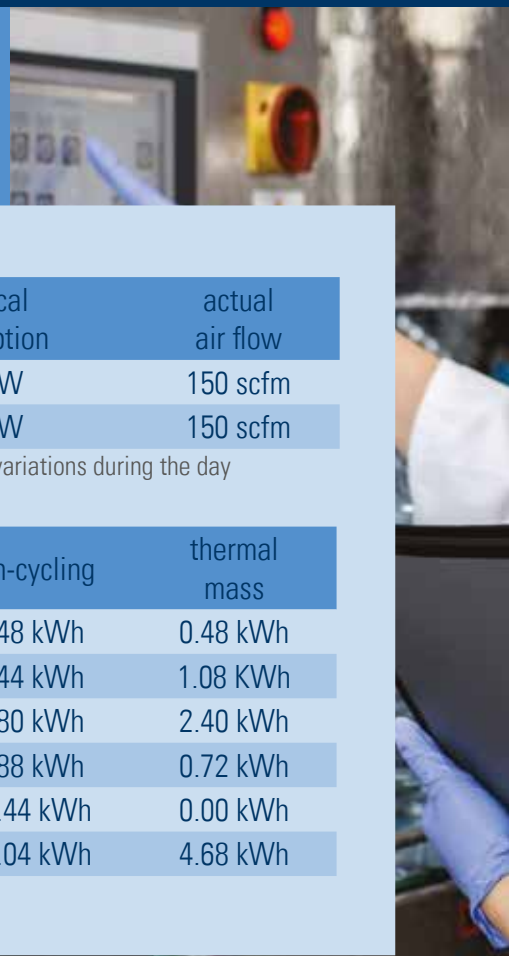 cal actual
ption air flow
W 150 scfm
W 150 scfm
variations during the day
n-cycling thermal
mass
48 kWh 0.48 kWh
44 kWh 1.08 KWh
80 kWh 2.40 kWh
88 kWh 0.72 kWh
.44 kWh 0.00 kWh
.04 kWh 4.68 kWh